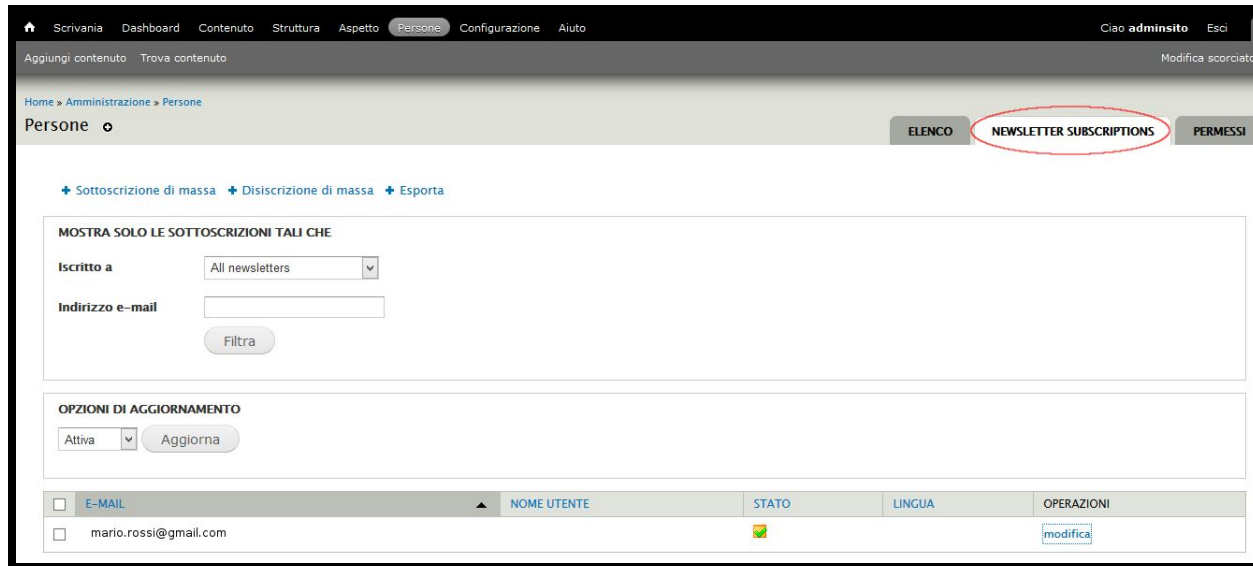 Scrivania Dashboard Contenuto Struttura Aspetto Persone Configurazione Aiuto Ciao adminsito Esci
Aggiungi contenuto Trova contenuto Modifica scorciato
Home » Amministrazione » Persone
Persone
ELENCO NEWSLETTER SUBSCRIPTIONS PERMESSI
+ Sottoscrizione di massa + Disiscrizione di massa + Esporta
MOSTRA SOLO LE SOTTOSCRIZIONI TALI CHE
Iscritto a All newsletters
Indirizzo e-mail
Filtra
OPZIONI DI AGGIORNAMENTO
Attiva Aggiorna
E-MAIL NOME UTENTE STATO LINGUA OPERAZIONI
mario.rossi@gmail.com modifica